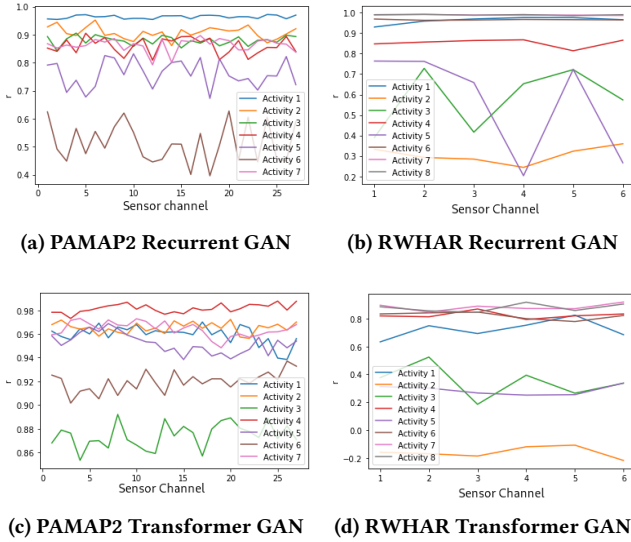 1.0
0.9
0.8
0.7
0.6
0.5
0.4
r
0
5
10
15
20
25
Sensor channel
Activity 1
Activity 2
Activity 3
Activity 4
Activity 5
Activity 6
Activity 7
(a) PAMAP2 Recurrent GAN
1.0
0.9
0.8
0.7
0.6
0.5
0.4
0.3
0.2
r
1
2
3
4
5
6
Sensor Channel
Activity 1
Activity 2
Activity 3
Activity 4
Activity 5
Activity 6
Activity 7
Activity 8
(b) RWHAR Recurrent GAN
0.98
0.96
0.94
0.92
0.90
0.88
0.86
r
0
5
10
15
20
25
Sensor Channel
Activity 1
Activity 2
Activity 3
Activity 4
Activity 5
Activity 6
Activity 7
(c) PAMAP2 Transformer GAN
0.8
0.6
0.4
0.2
0.0
−0.2
r
1
2
3
4
5
6
Sensor Channel
Activity 1
Activity 2
Activity 3
Activity 4
Activity 5
Activity 6
Activity 7
Activity 8
(d) RWHAR Transformer GAN